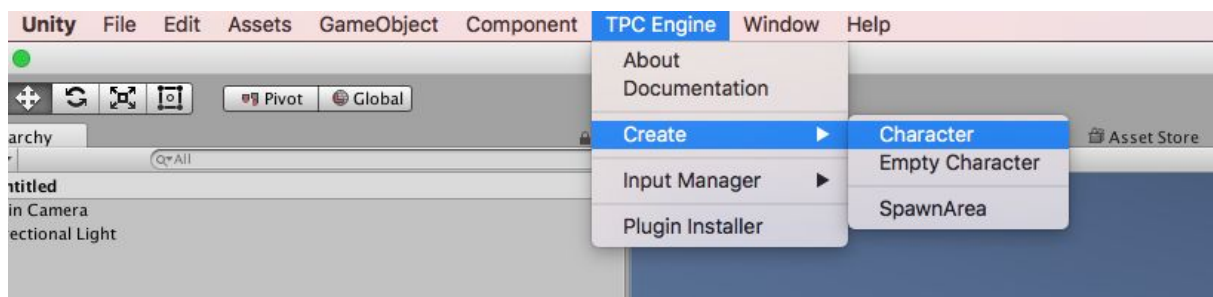 Unity File Edit Assets GameObject Component TPC Engine Window Help
About
Documentation
Pivot Global
Create Character
Empty Character
SpawnArea
Input Manager
Plugin Installer
archy
Asset Store
All
ntitled
in Camera
ectional Light